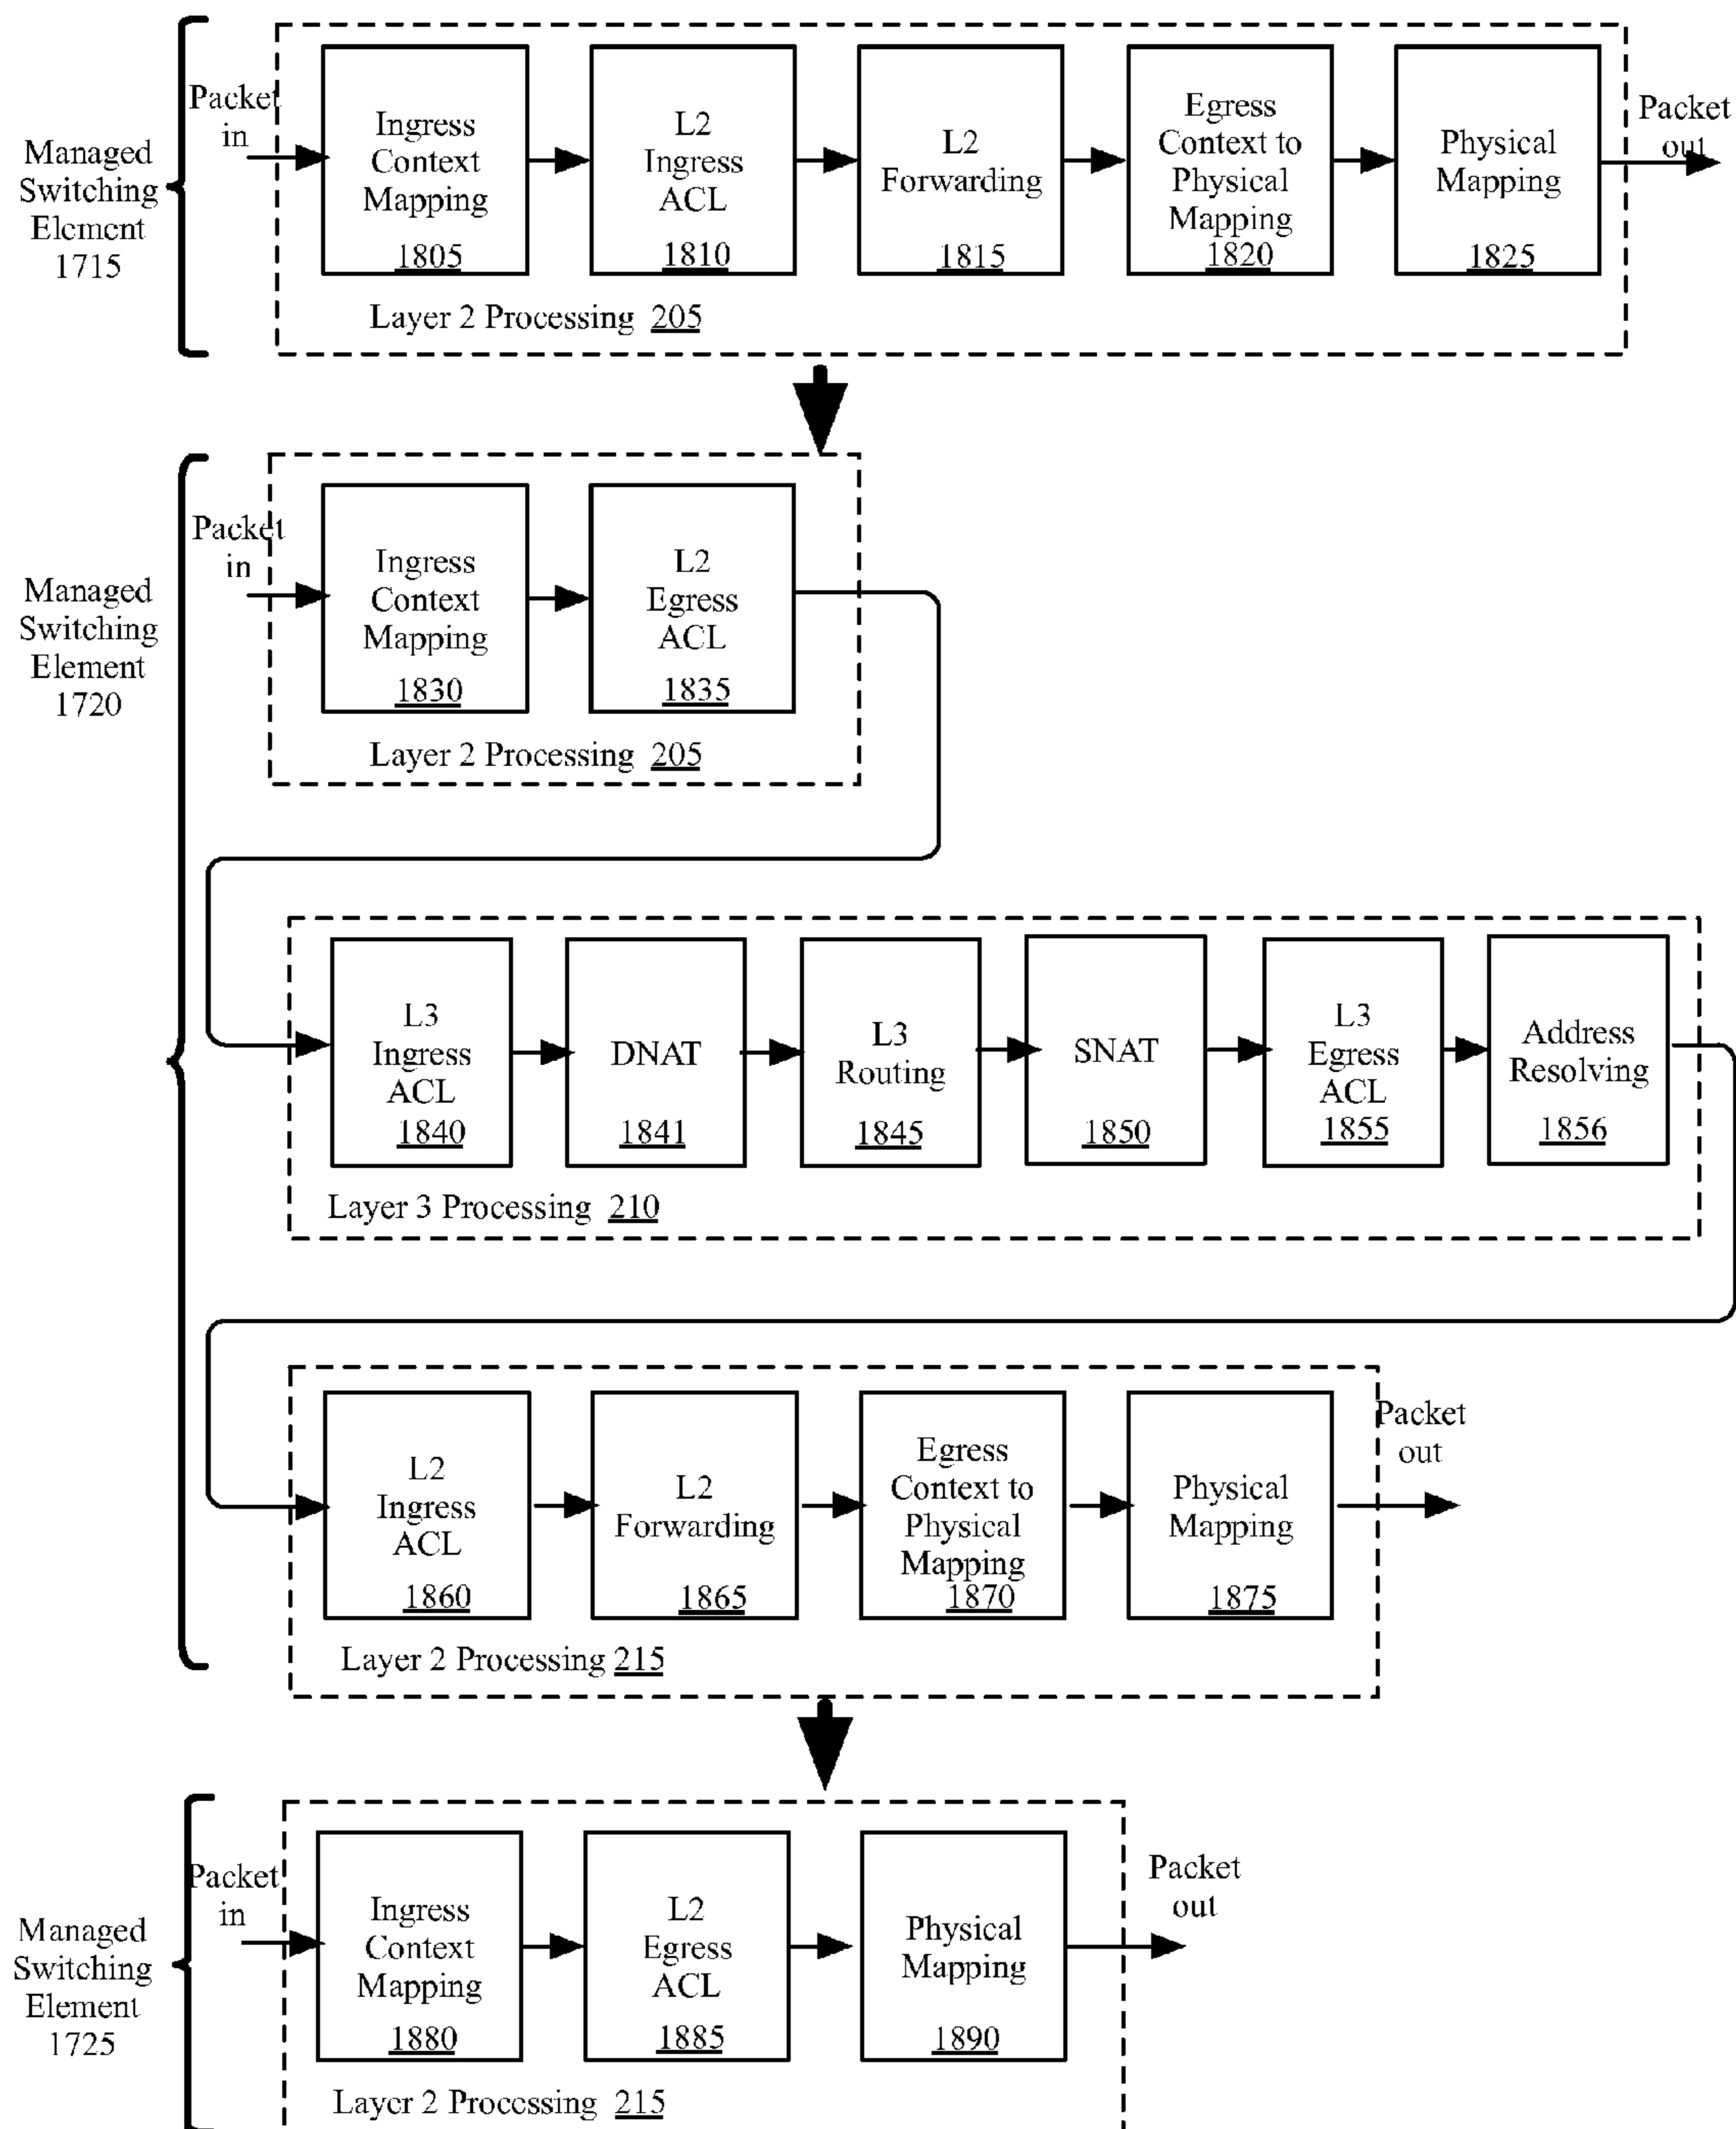 Managed
Switching
Element
1715
Packet
in
Ingress
Context
Mapping
1805
L2
Ingress
ACL
1810
L2
Forwarding
1815
Egress
Context to
Physical
Mapping
1820
Physical
Mapping
1825
Packet
out
Layer 2 Processing 205
Managed
Switching
Element
1720
Packet
in
Ingress
Context
Mapping
1830
L2
Egress
ACL
1835
Layer 2 Processing 205
L3
Ingress
ACL
1840
DNAT
1841
L3
Routing
1845
SNAT
1850
L3
Egress
ACL
1855
Address
Resolving
1856
Layer 3 Processing 210
L2
Ingress
ACL
1860
L2
Forwarding
1865
Egress
Context to
Physical
Mapping
1870
Physical
Mapping
1875
Packet
out
Layer 2 Processing 215
Managed
Switching
Element
1725
Packet
in
Ingress
Context
Mapping
1880
L2
Egress
ACL
1885
Physical
Mapping
1890
Packet
out
Layer 2 Processing 215